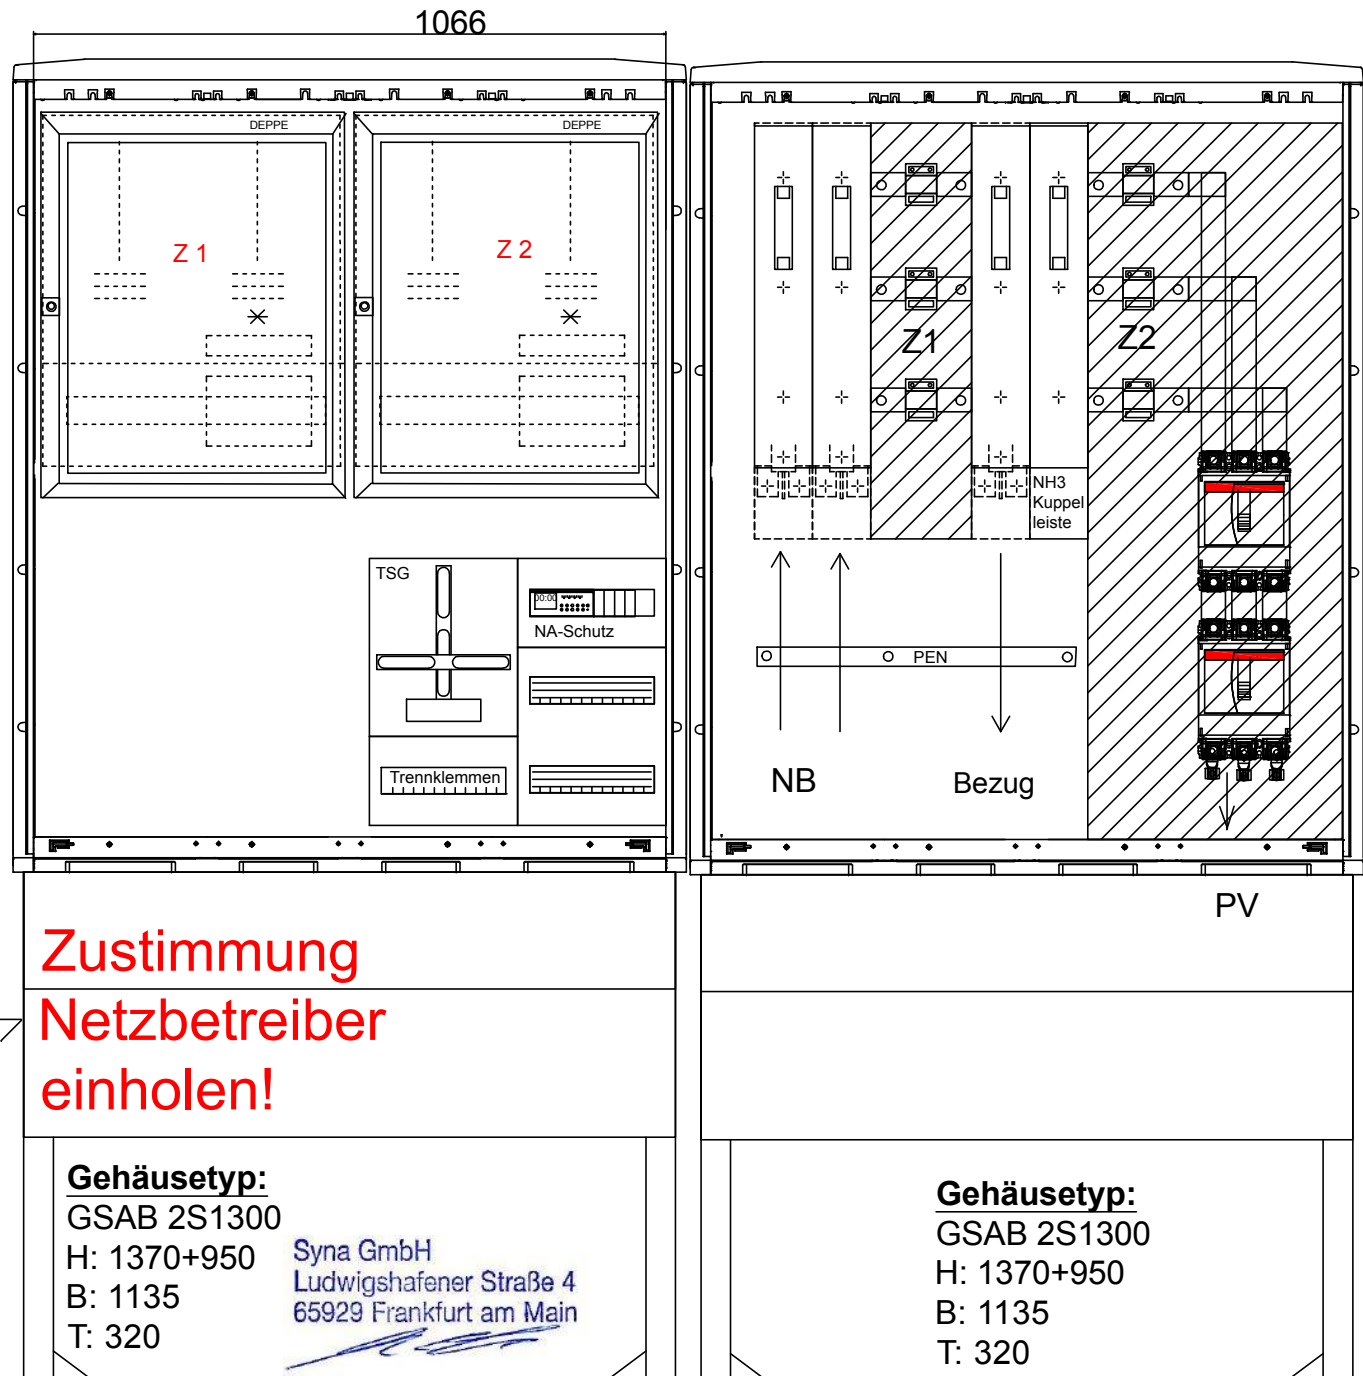 1066
DEPPE
DEPPE
Z 1
Z 2
TSG
00:00
NA-Schutz
Trennklemmen
Z1
Z2
NH3
Kuppel
leiste
PEN
NB
Bezug
PV
Zustimmung
Netzbetreiber
einholen!
Gehäusetyp:
GSAB 2S1300
H: 1370+950
B: 1135
T: 320
Syna GmbH
Ludwigshafener Straße 4
65929 Frankfurt am Main
Gehäusetyp:
GSAB 2S1300
H: 1370+950
B: 1135
T: 320